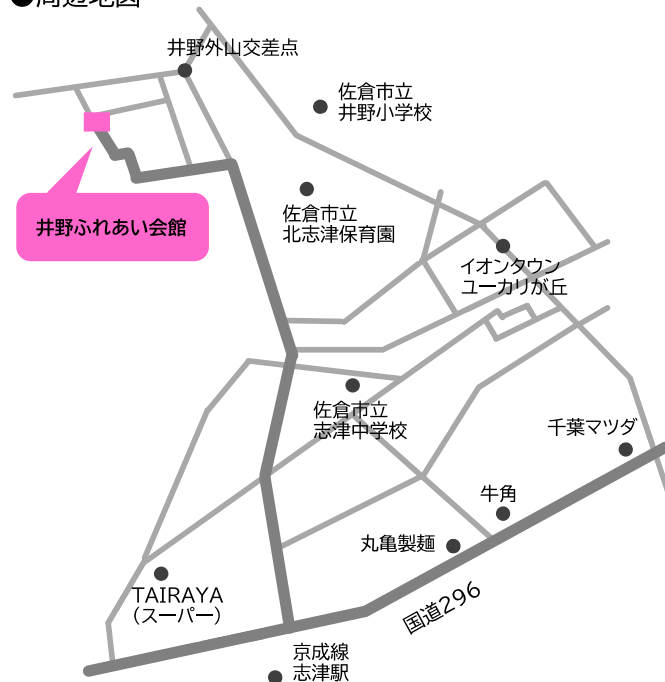 ●周辺地図
井野外山交差点
佐倉市立
井野小学校
佐倉市立
北志津保育園
井野ふれあい会館
イオンタウン
ユーカリが丘
佐倉市立
志津中学校
千葉マツダ
牛角
丸亀製麺
TAIRAYA
（スーパー）
国道296
京成線
志津駅